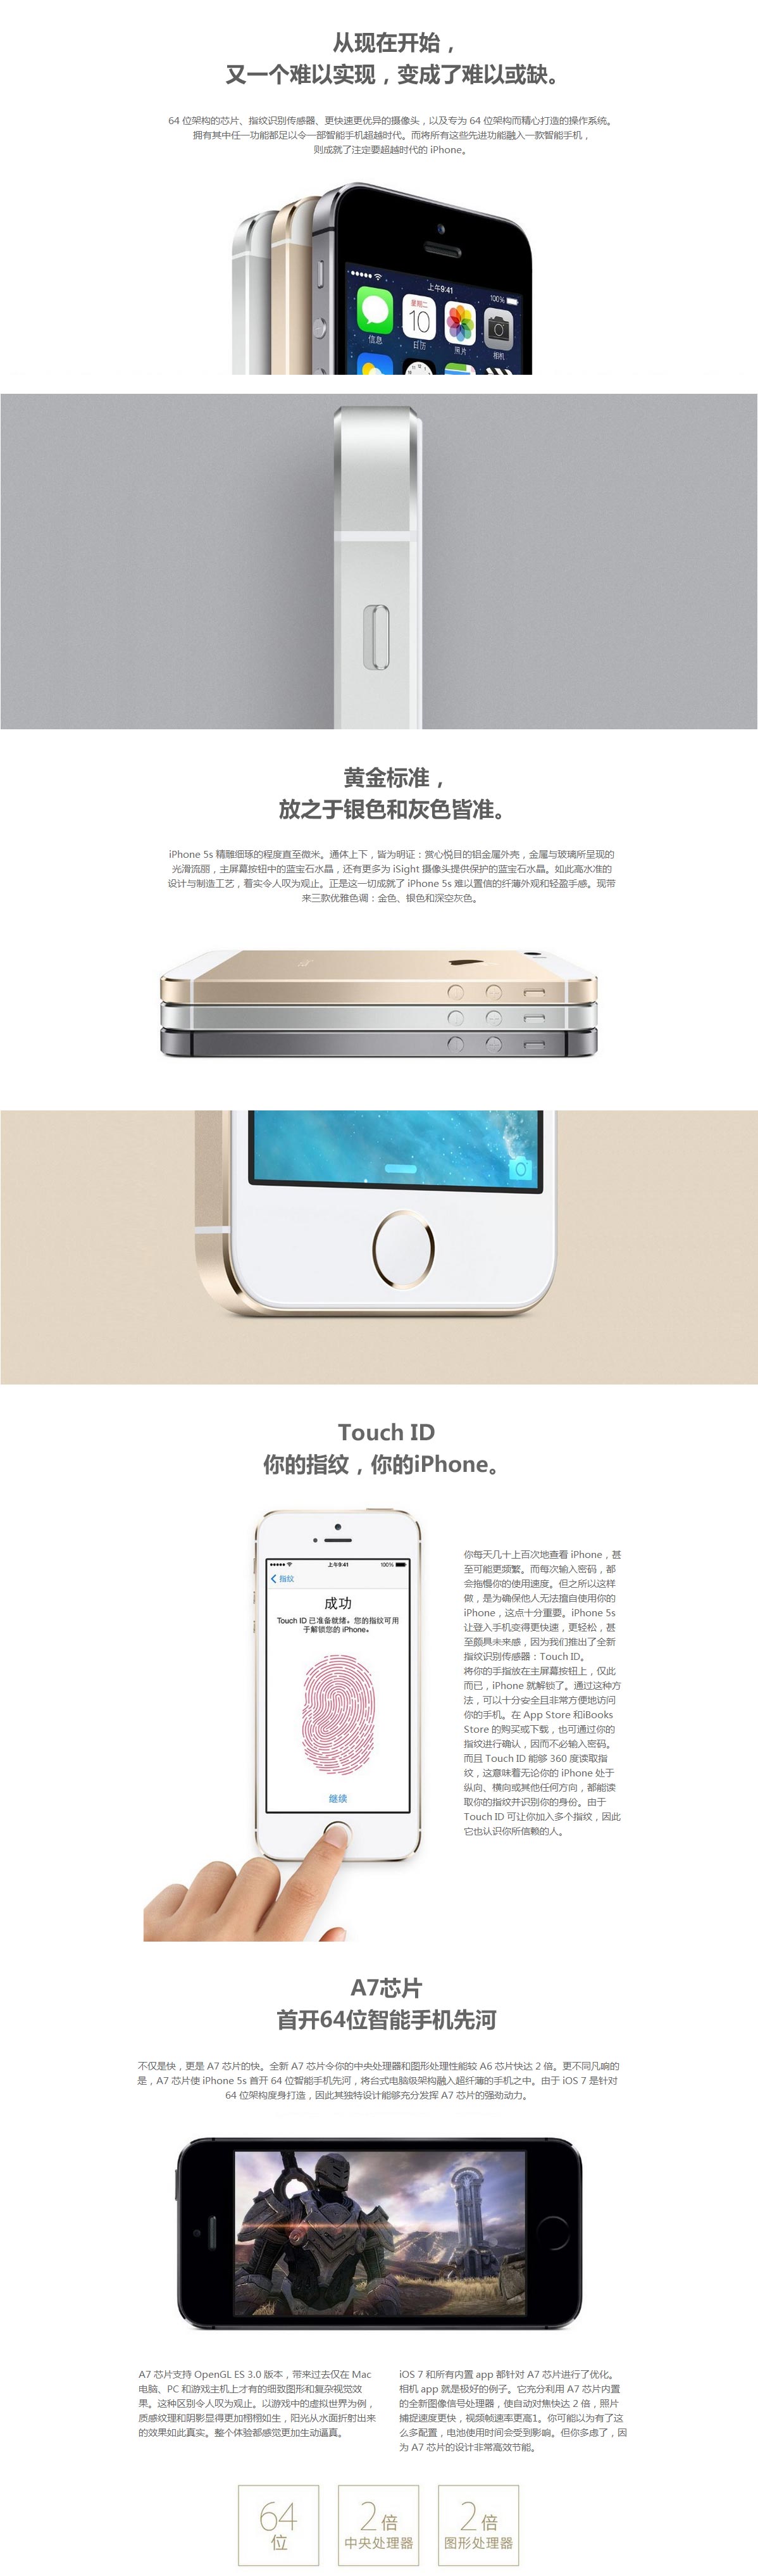 从现在开始，
又一个难以实现，变成了难以或缺。
64 位架构的芯片、指纹识别传感器、更快速更优异的摄像头，以及专为 64 位架构而精心打造的操作系统。
拥有其中任一功能都足以令一部智能手机超越时代。而将所有这些先进功能融入一款智能手机，
则成就了注定要超越时代的 iPhone。
上午9:41
100%
星期二
10
信息
日历
照片
相机
黄金标准，
放之于银色和灰色皆准。
iPhone 5s 精雕细琢的程度直至微米。通体上下，皆为明证：赏心悦目的铝金属外壳，金属与玻璃所呈现的
光滑流丽，主屏幕按钮中的蓝宝石水晶，还有更多为 iSight 摄像头提供保护的蓝宝石水晶。如此高水准的
设计与制造工艺，着实令人叹为观止。正是这一切成就了 iPhone 5s 难以置信的纤薄外观和轻盈手感。现带
来三款优雅色调：金色、银色和深空灰色。
Touch ID
你的指纹，你的iPhone。
上午9:41
100%
指纹
成功
Touch ID 已准备就绪。您的指纹可用
于解锁您的 iPhone。
继续
你每天几十上百次地查看 iPhone，甚
至可能更频繁。而每次输入密码，都
会拖慢你的使用速度。但之所以这样
做，是为确保他人无法擅自使用你的
iPhone，这点十分重要。iPhone 5s
让登入手机变得更快速，更轻松，甚
至颇具未来感，因为我们推出了全新
指纹识别传感器：Touch ID。
将你的手指放在主屏幕按钮上，仅此
而已，iPhone 就解锁了。通过这种方
法，可以十分安全且非常方便地访问
你的手机。在 App Store 和iBooks
Store 的购买或下载，也可通过你的
指纹进行确认，因而不必输入密码。
而且 Touch ID 能够 360 度读取指
纹，这意味着无论你的 iPhone 处于
纵向、横向或其他任何方向，都能读
取你的指纹并识别你的身份。由于
Touch ID 可让你加入多个指纹，因此
它也认识你所信赖的人。
A7芯片
首开64位智能手机先河
不仅是快，更是 A7 芯片的快。全新 A7 芯片令你的中央处理器和图形处理性能较 A6 芯片快达 2 倍。更不同凡响的
是，A7 芯片使 iPhone 5s 首开 64 位智能手机先河，将台式电脑级架构融入超纤薄的手机之中。由于 iOS 7 是针对
64 位架构度身打造，因此其独特设计能够充分发挥 A7 芯片的强劲动力。
A7 芯片支持 OpenGL ES 3.0 版本，带来过去仅在 Mac
电脑、PC 和游戏主机上才有的细致图形和复杂视觉效
果。这种区别令人叹为观止。以游戏中的虚拟世界为例，
质感纹理和阴影显得更加栩栩如生，阳光从水面折射出来
的效果如此真实。整个体验都感觉更加生动逼真。
iOS 7 和所有内置 app 都针对 A7 芯片进行了优化。
相机 app 就是极好的例子。它充分利用 A7 芯片内置
的全新图像信号处理器，使自动对焦快达 2 倍，照片
捕捉速度更快，视频帧速率更高1。你可能以为有了这
么多配置，电池使用时间会受到影响。但你多虑了，因
为 A7 芯片的设计非常高效节能。
64
位
2 倍
中央处理器
2 倍
图形处理器